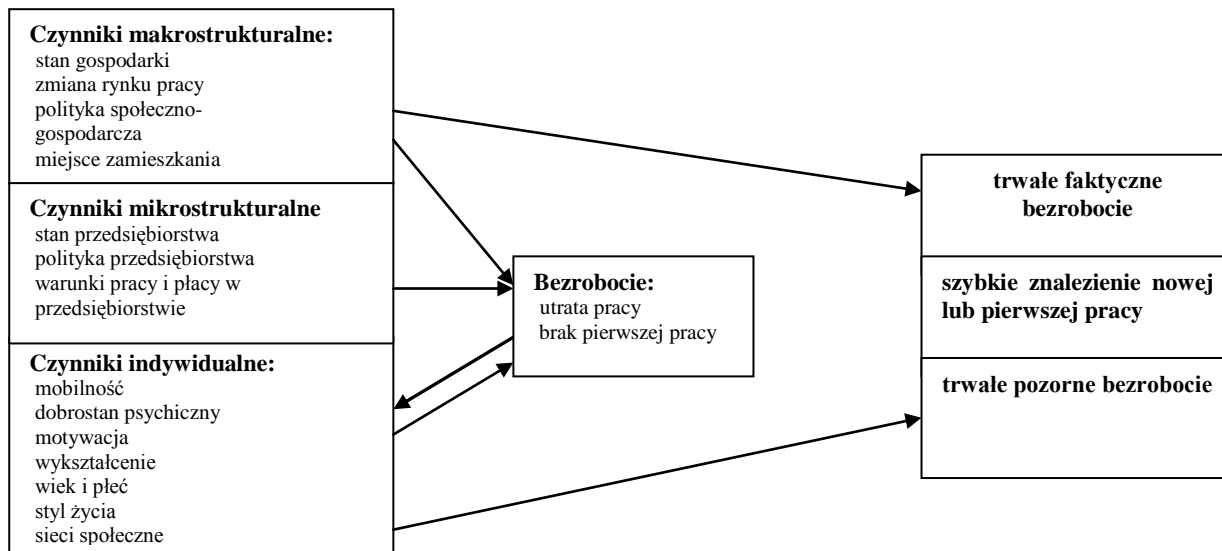 Czynniki makrostrukturalne:
stan gospodarki
zmiana rynku pracy
polityka społeczno-
gospodarcza
miejsce zamieszkania
Czynniki mikrostrukturalne
stan przedsiębiorstwa
polityka przedsiębiorstwa
warunki pracy i płacy w
przedsiębiorstwie
Czynniki indywidualne:
mobilność
dobrostan psychiczny
motywacja
wykształcenie
wiek i płeć
styl życia
sieci społeczne
Bezrobocie:
utrata pracy
brak pierwszej pracy
trwałe faktyczne
bezrobocie
szybkie znalezienie nowej
lub pierwszej pracy
trwałe pozorne bezrobocie